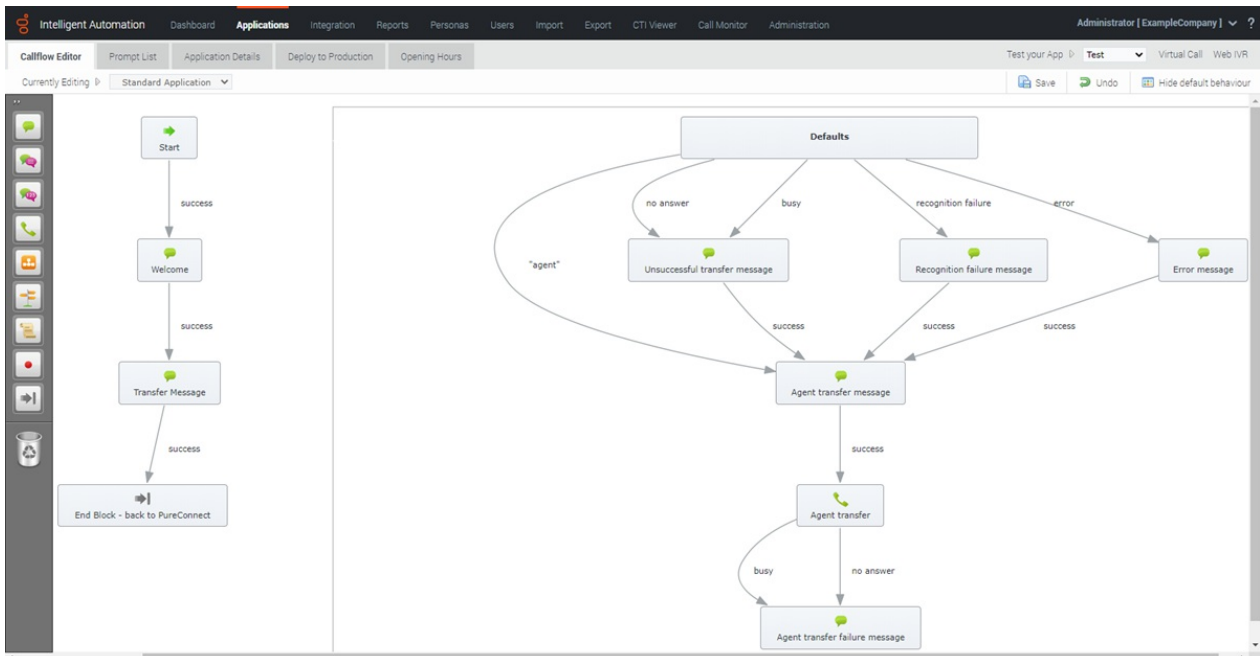 Intelligent Automation Dashboard Applications Integration Reports Personas Users Import Export CTI Viewer Call Monitor Administration Administrator [ ExampleCompany ] ?
Callflow Editor Prompt List Application Details Deploy to Production Opening Hours Test your App Test Virtual Call Web IVR
Currently Editing Standard Application Save Undo Hide default behaviour
Start
success
Welcome
success
Transfer Message
success
End Block - back to PureConnect
Defaults
no answer
busy
recognition failure
error
"agent"
Unsuccessful transfer message
Recognition failure message
Error message
success
success
success
Agent transfer message
success
Agent transfer
busy
no answer
Agent transfer failure message